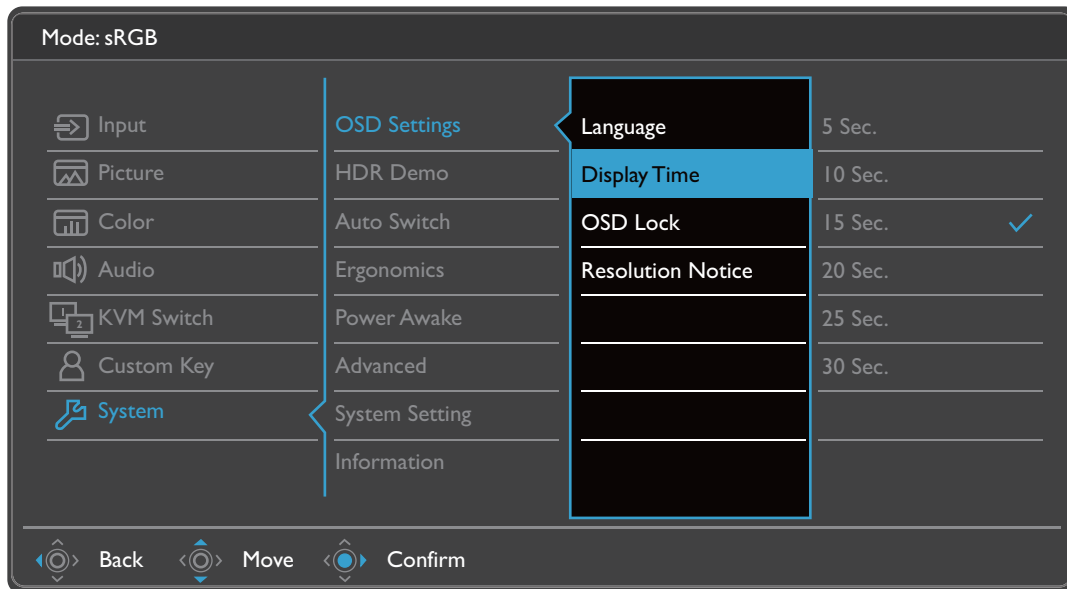 Mode: sRGB
Input
Picture
Color
Audio
1
2
KVM Switch
Custom Key
System
OSD Settings
HDR Demo
Auto Switch
Ergonomics
Power Awake
Advanced
System Setting
Information
Language
Display Time
OSD Lock
Resolution Notice
5 Sec.
10 Sec.
15 Sec.
20 Sec.
25 Sec.
30 Sec.
Back
Move
Confirm